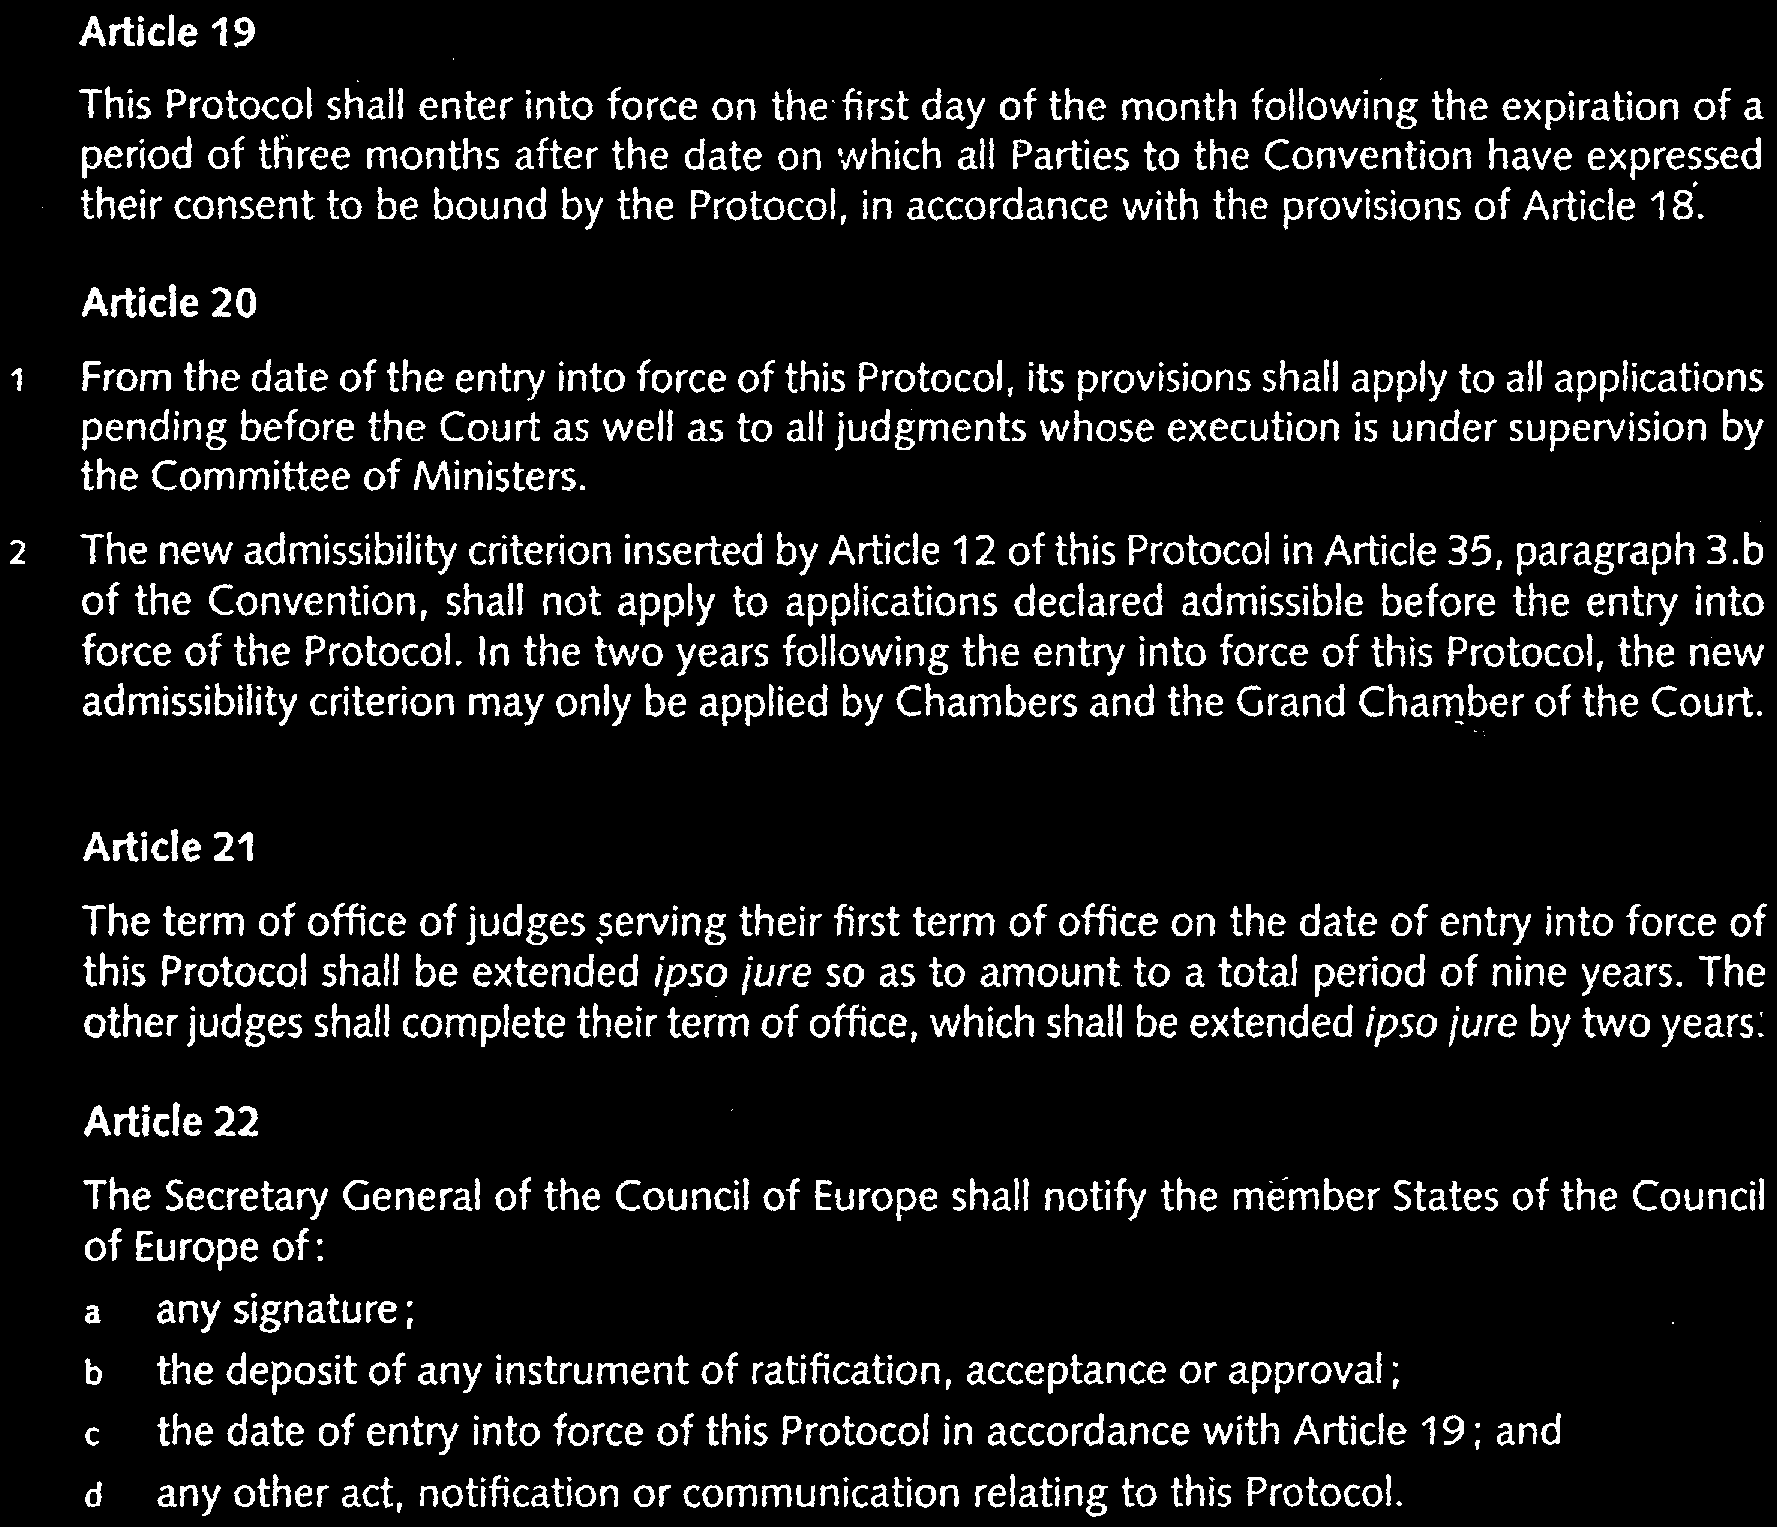 Article 19
This Protocol shall enter into force on the first day of the month following the expiration of a
period of three months after the date on which all Parties to the Convention have expressed
their consent to be bound by the Protocol, in accordance with the provisions of Article 18.
Article 20
1 From the date of the entry into force of this Protocol, its provisions shall apply to all applications
pending before the Court as well as to all judgments whose execution is under supervision by
the Committee of Ministers.
2 The new admissibility criterion inserted by Article 12 of this Protocol in Article 35, paragraph 3.b
of the Convention, shall not apply to applications declared admissible before the entry into
force of the Protocol. In the two years following the entry into force of this Protocol, the new
admissibility criterion may only be applied by Chambers and the Grand Chamber of the Court.
Article 21
The term of office of judges serving their first term of office on the date of entry into force of
this Protocol shall be extended ipso jure so as to amount to a total period of nine years. The
other judges shall complete their term of office, which shall be extended ipso jure by two years.
Article 22
The Secretary General of the Council of Europe shall notify the member States of the Council
of Europe of:
a any signature;
b the deposit of any instrument of ratification, acceptance or approval;
c the date of entry into force of this Protocol in accordance with Article 19; and
d any other act, notification or communication relating to this Protocol.